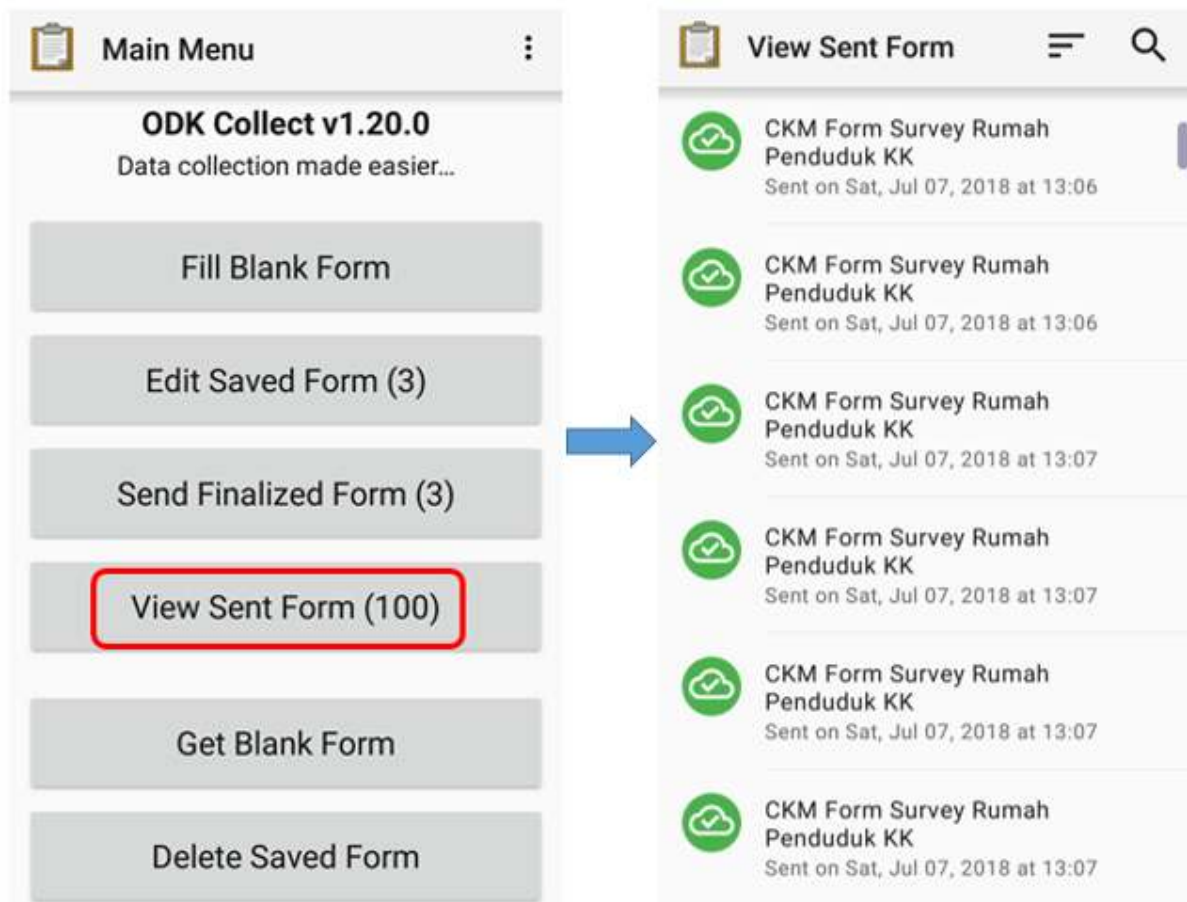 Main Menu
ODK Collect v1.20.0
Data collection made easier...
Fill Blank Form
Edit Saved Form (3)
Send Finalized Form (3)
View Sent Form (100)
Get Blank Form
Delete Saved Form
View Sent Form
CKM Form Survey Rumah
Penduduk KK
Sent on Sat, Jul 07, 2018 at 13:06
CKM Form Survey Rumah
Penduduk KK
Sent on Sat, Jul 07, 2018 at 13:06
CKM Form Survey Rumah
Penduduk KK
Sent on Sat, Jul 07, 2018 at 13:07
CKM Form Survey Rumah
Penduduk KK
Sent on Sat, Jul 07, 2018 at 13:07
CKM Form Survey Rumah
Penduduk KK
Sent on Sat, Jul 07, 2018 at 13:07
CKM Form Survey Rumah
Penduduk KK
Sent on Sat, Jul 07, 2018 at 13:07